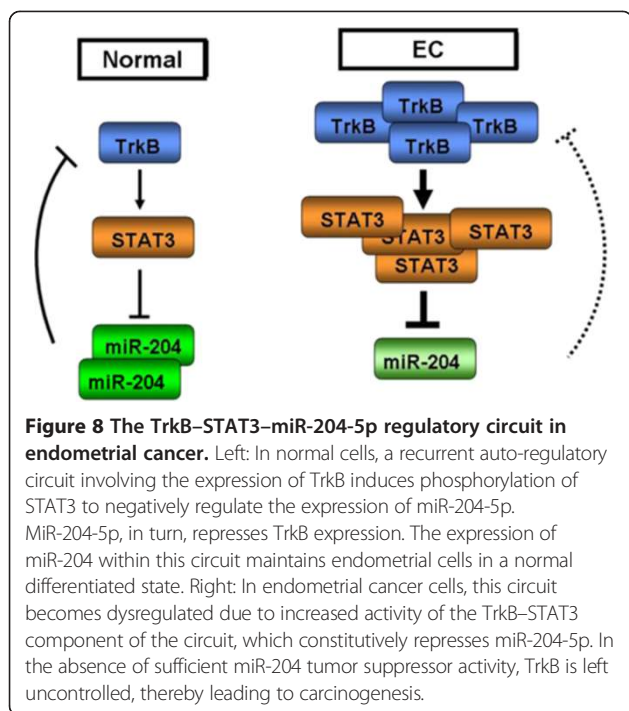 Normal
EC
TrkB
TrkB
TrkB
TrkB
TrkB
STAT3
STAT3
STAT3
STAT3
STAT3
miR-204
miR-204
miR-204
Figure 8 The TrkB–STAT3–miR-204-5p regulatory circuit in
endometrial cancer. Left: In normal cells, a recurrent auto-regulatory
circuit involving the expression of TrkB induces phosphorylation of
STAT3 to negatively regulate the expression of miR-204-5p.
MiR-204-5p, in turn, represses TrkB expression. The expression of
miR-204 within this circuit maintains endometrial cells in a normal
differentiated state. Right: In endometrial cancer cells, this circuit
becomes dysregulated due to increased activity of the TrkB–STAT3
component of the circuit, which constitutively represses miR-204-5p. In
the absence of sufficient miR-204 tumor suppressor activity, TrkB is left
uncontrolled, thereby leading to carcinogenesis.